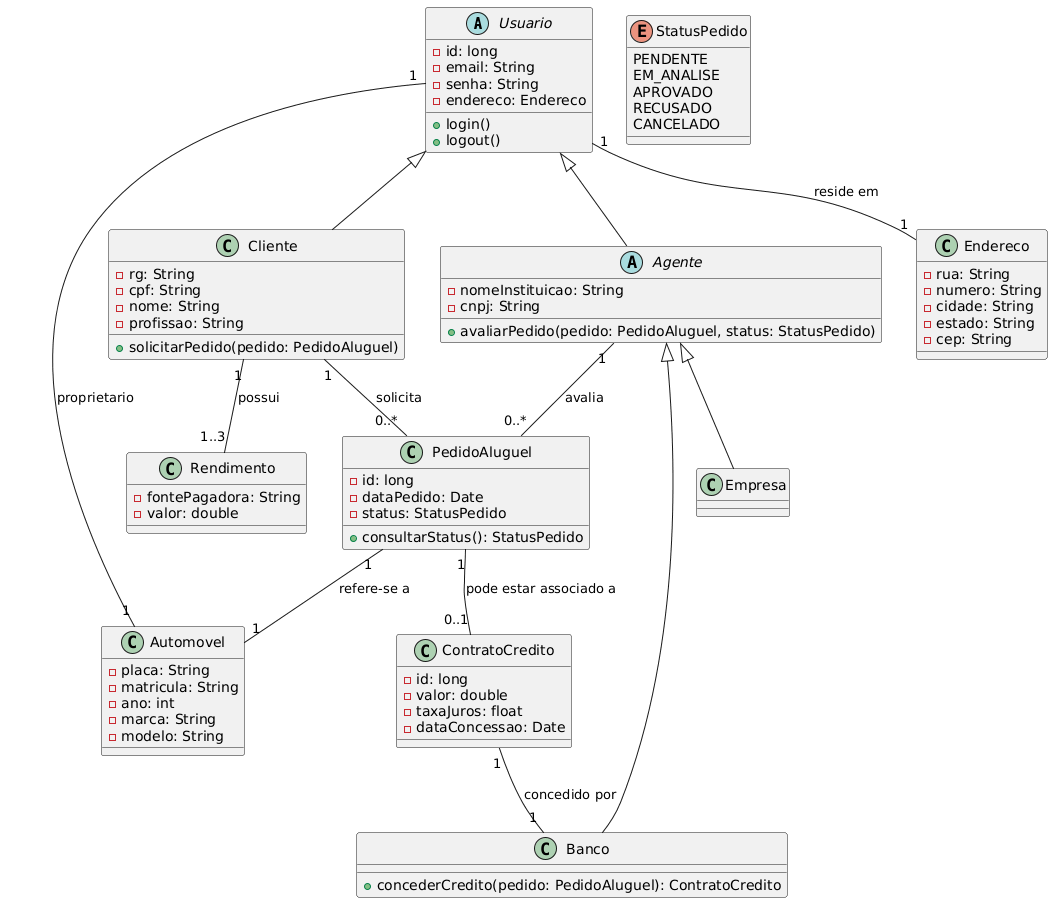 A Usuario
id: long
email: String
senha: String
endereco: Endereco
login()
logout()
E StatusPedido
PENDENTE
EM_ANALISE
APROVADO
RECUSADO
CANCELADO
1
1
reside em
1
C Cliente
rg: String
cpf: String
nome: String
profissao: String
solicitarPedido(pedido: PedidoAluguel)
A Agente
nomeInstituicao: String
cnpj: String
avaliarPedido(pedido: PedidoAluguel, status: StatusPedido)
C Endereco
rua: String
numero: String
cidade: String
estado: String
cep: String
1
1
1
proprietario
possui
solicita
avalia
1..3
0..*
0..*
C Rendimento
fontePagadora: String
valor: double
C PedidoAluguel
id: long
dataPedido: Date
status: StatusPedido
consultarStatus(): StatusPedido
C Empresa
1
1
refere-se a
pode estar associado a
1
1
0..1
C Automovel
placa: String
matricula: String
ano: int
marca: String
modelo: String
C ContratoCredito
id: long
valor: double
taxaJuros: float
dataConcessao: Date
1
concedido por
1
C Banco
concederCredito(pedido: PedidoAluguel): ContratoCredito